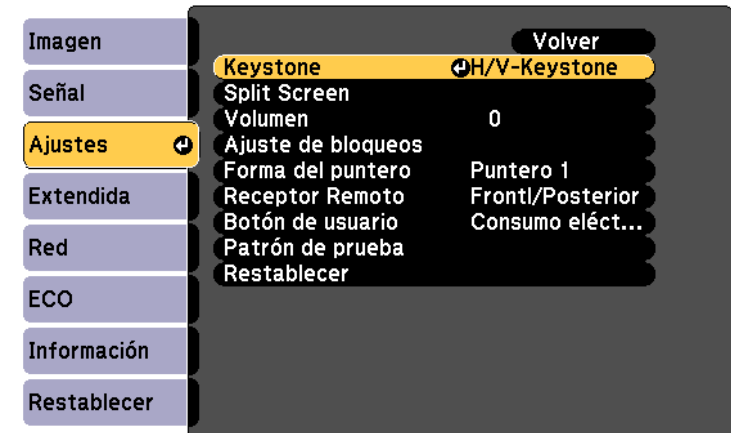 Imagen
Señal
Ajustes
Extendida
Red
ECO
Información
Restablecer
Volver
Keystone H/V-Keystone
Split Screen
Volumen 0
Ajuste de bloqueos
Forma del puntero Puntero 1
Receptor Remoto Frontl/Posterior
Botón de usuario Consumo eléct...
Patrón de prueba
Restablecer